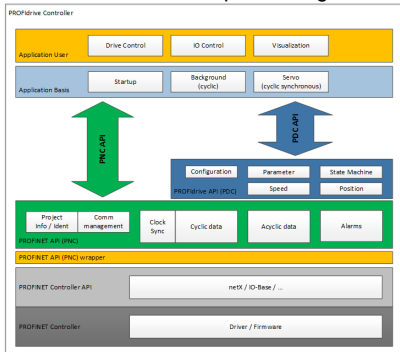 PROFIdrive Controller
Drive Control
IO Control
Visualization
Application User
Startup
Background
(cyclic)
Servo
(cyclic synchronous)
Application Basis
PNC API
PDC API
Configuration
Parameter
State Machine
PROFIdrive API (PDC)
Speed
Position
Project
Info / Ident
Comm
management
Clock
Sync
Cyclic data
Acyclic data
Alarms
PROFINET API (PNC)
PROFINET API (PNC) wrapper
PROFINET Controller API
netX / IO-Base / ...
PROFINET Controller
Driver / Firmware